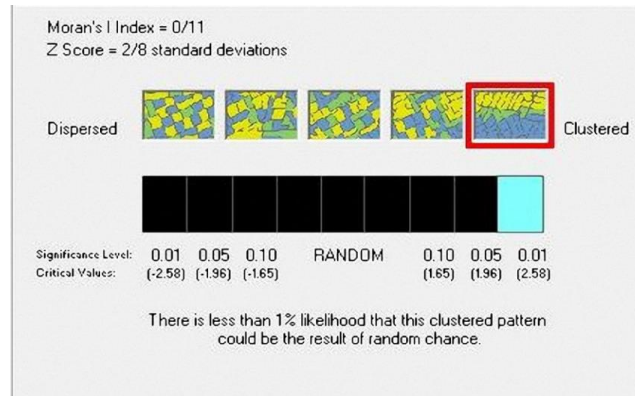 Moran's I Index = 0/11
Z Score = 2/8 standard deviations
Dispersed
Clustered
Significance Level: 0.01 0.05 0.10 RANDOM 0.10 0.05 0.01
Critical Values: (-2.58) (-1.96) (-1.65) (1.65) (1.96) (2.58)
There is less than 1% likelihood that this clustered pattern
could be the result of random chance.